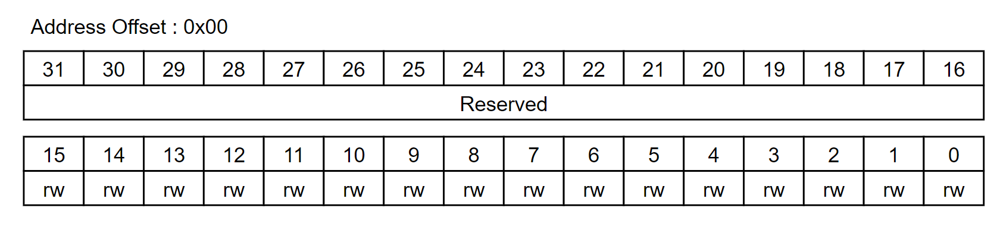 Address Offset : 0x00
31 30 29 28 27 26 25 24 23 22 21 20 19 18 17 16
Reserved
15 14 13 12 11 10 9 8 7 6 5 4 3 2 1 0
rw rw rw rw rw rw rw rw rw rw rw rw rw rw rw rw